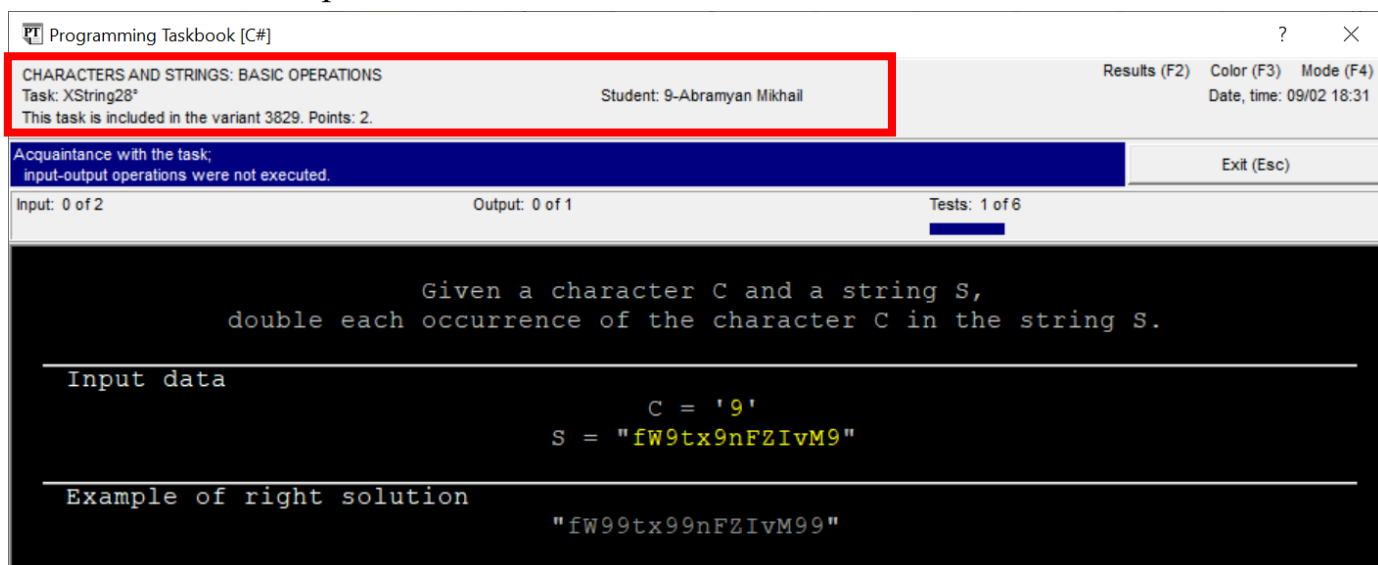 PT Programming Taskbook [C#] ? ×
CHARACTERS AND STRINGS: BASIC OPERATIONS Results (F2) Color (F3) Mode (F4)
Task: XString28° Student: 9-Abramyan Mikhail Date, time: 09/02 18:31
This task is included in the variant 3829. Points: 2.
Acquaintance with the task;
input-output operations were not executed. Exit (Esc)
Input: 0 of 2 Output: 0 of 1 Tests: 1 of 6
Given a character C and a string S,
double each occurrence of the character C in the string S.
Input data
C = '9'
S = "fW9tx9nFZIvM9"
Example of right solution
"fW99tx99nFZIvM99"